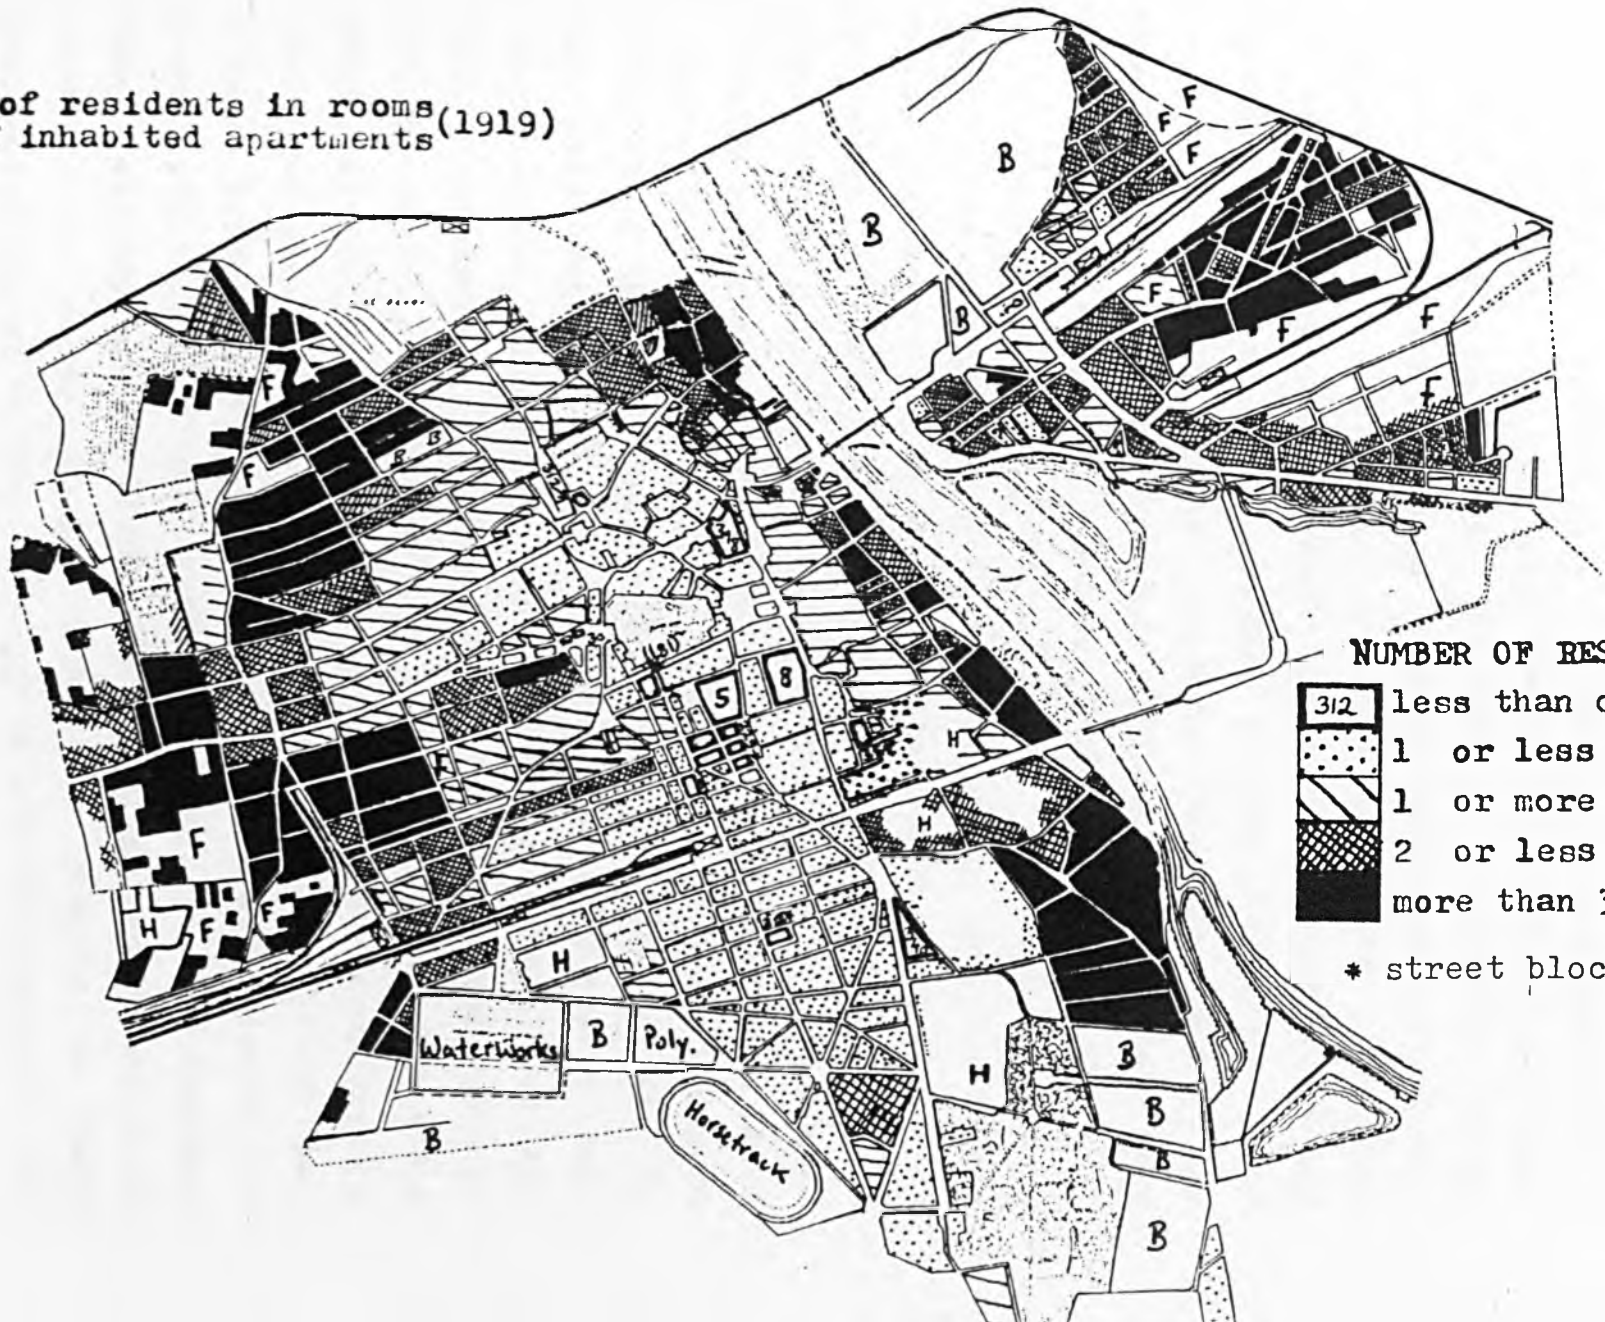 of residents in rooms (1919)
inhabited apartments
B
F
F
F
B
B
F
F
F
F
F
B
B
F
S
8
H
F
F
H
F
F
H
H
Waterworks
B
Poly.
H
B
B
B
B
B
Horsetrack
NUMBER OF RES
312 less than
1 or less
1 or more
2 or less
more than 3
* street bloc